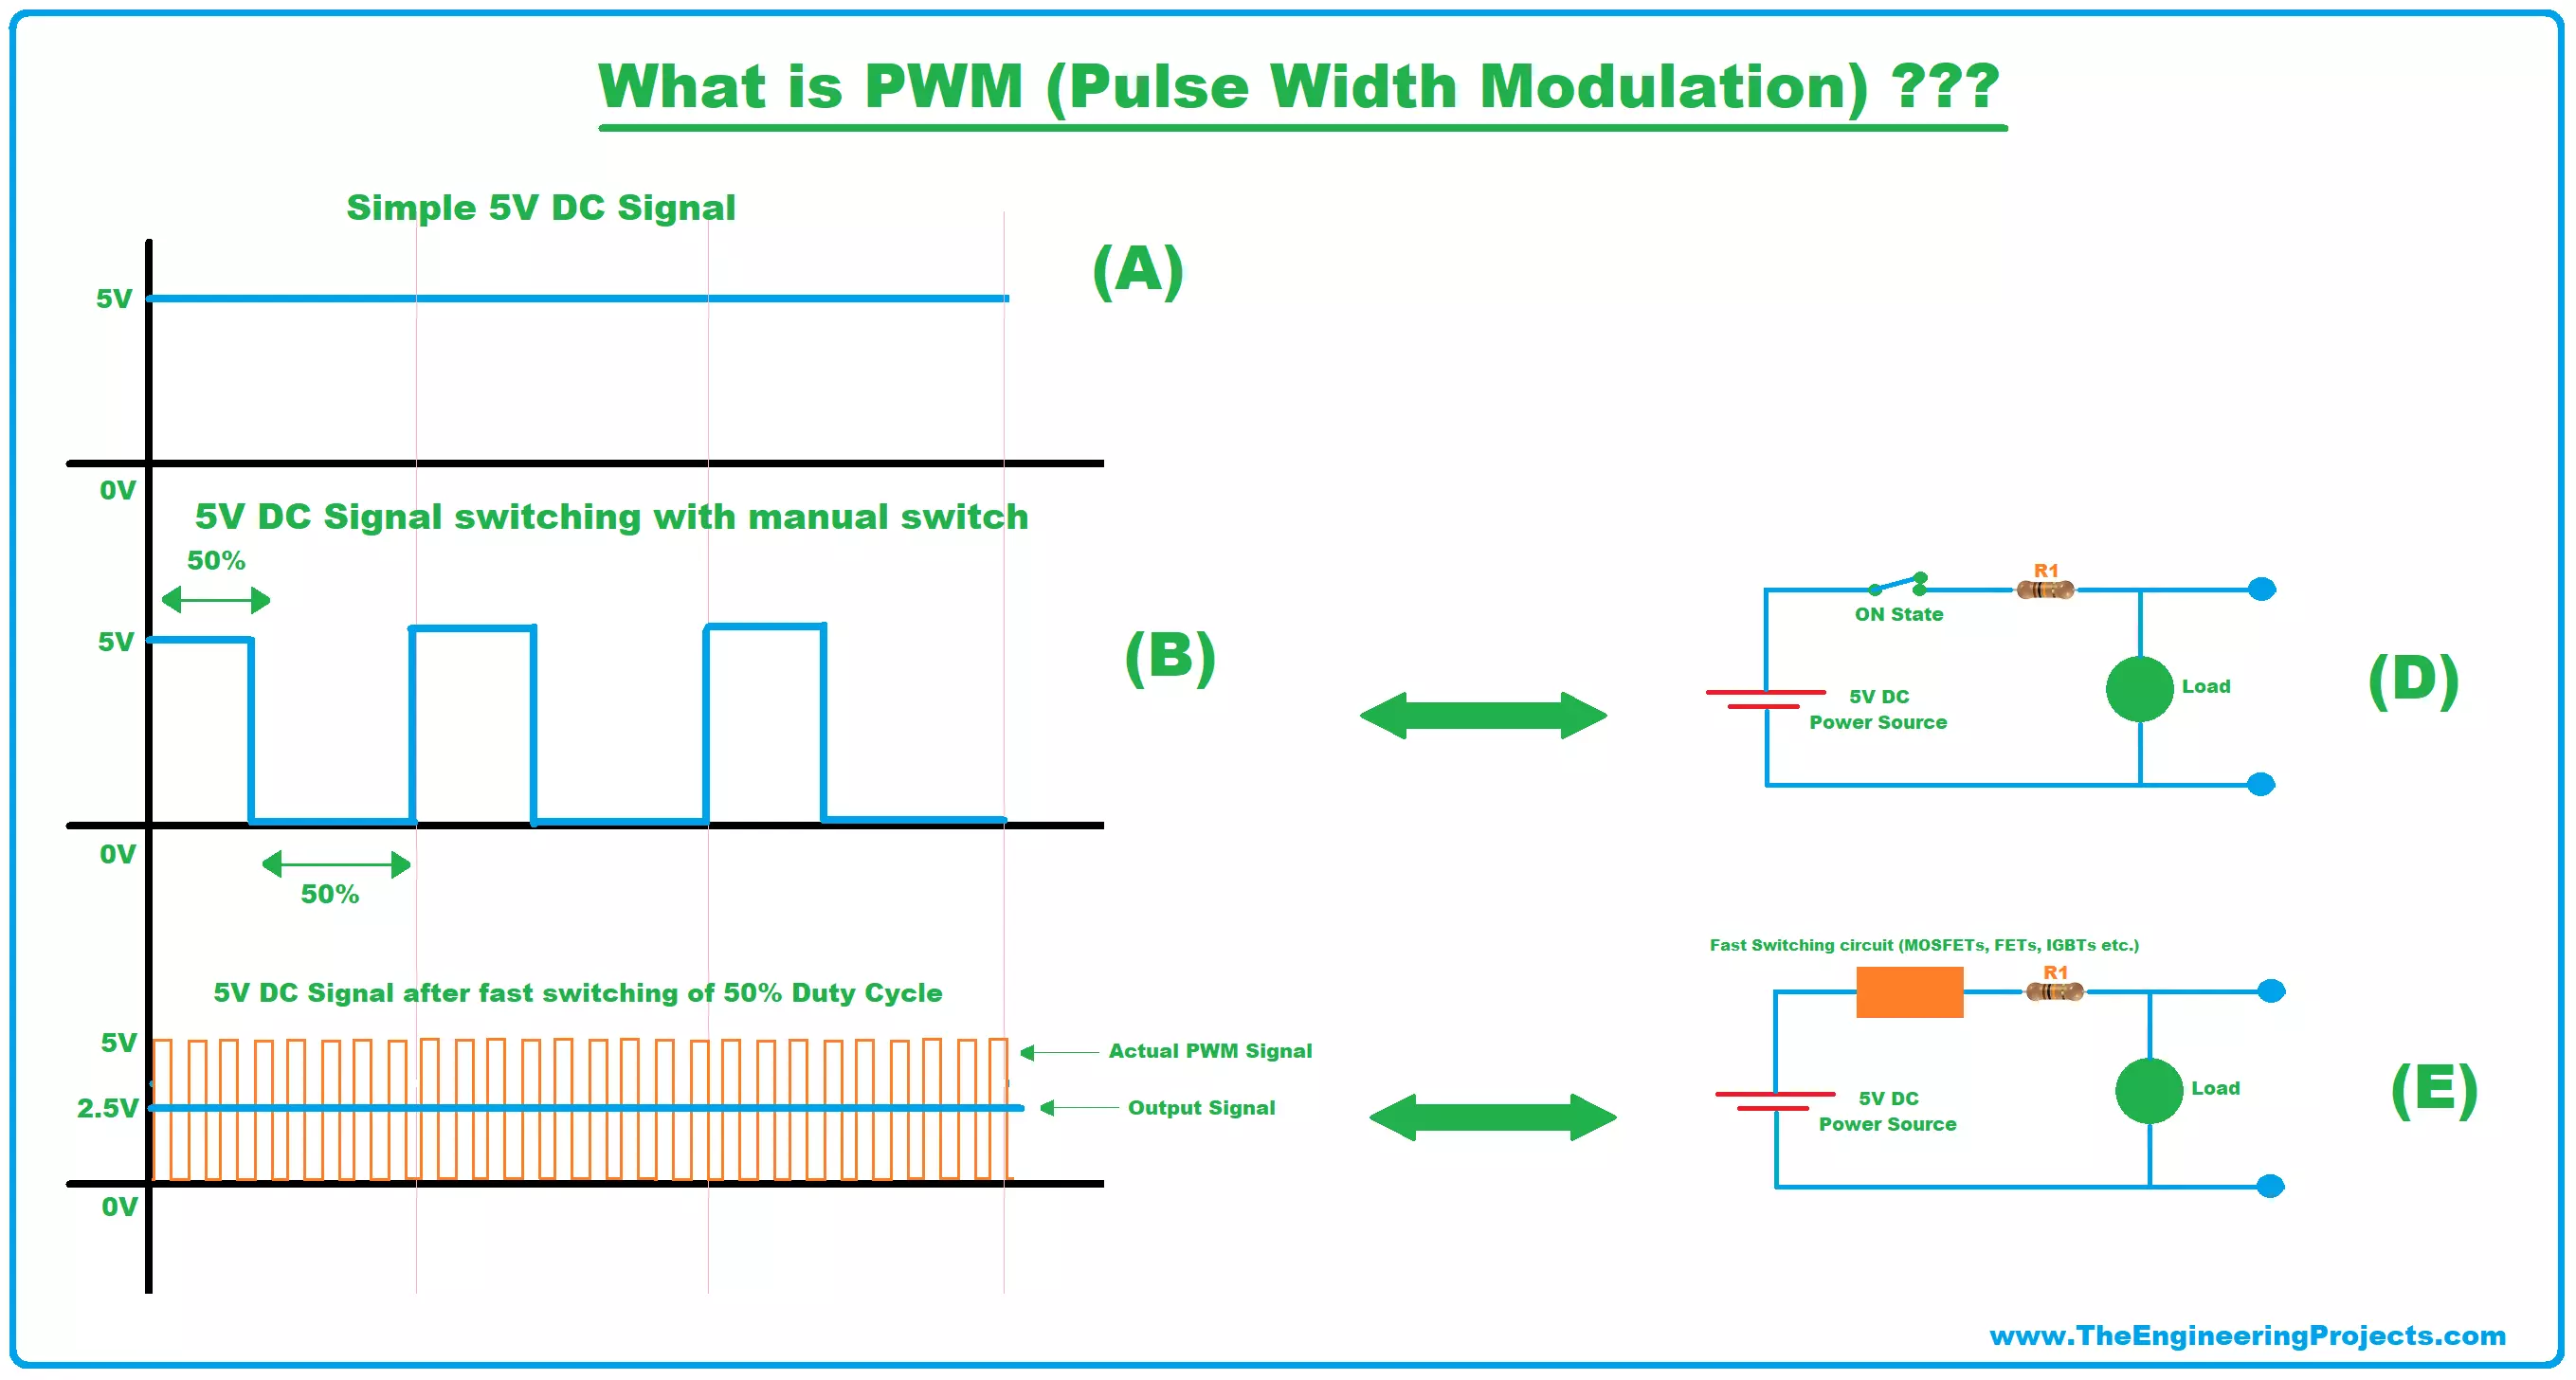 What is PWM (Pulse Width Modulation) ???
Simple 5V DC Signal
(A)
5V
0V
5V DC Signal switching with manual switch
50%
5V
(B)
0V
50%
R1
ON State
5V DC
Power Source
Load
(D)
5V DC Signal after fast switching of 50% Duty Cycle
5V
Actual PWM Signal
2.5V
Output Signal
0V
Fast Switching circuit (MOSFETs, FETs, IGBTs etc.)
R1
5V DC
Power Source
Load
(E)
www.TheEngineeringProjects.com